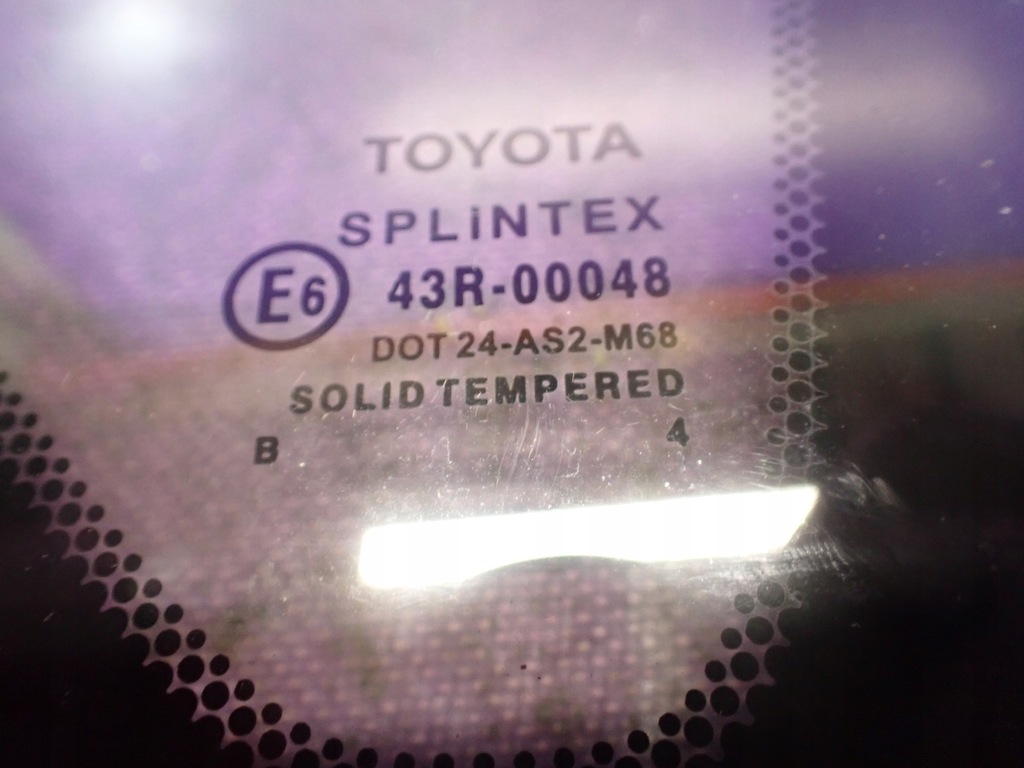 TOYOTA
SPLiNTEX
E6 43R-00048
DOT 24-AS2-M68
SOLID TEMPERED
B 4